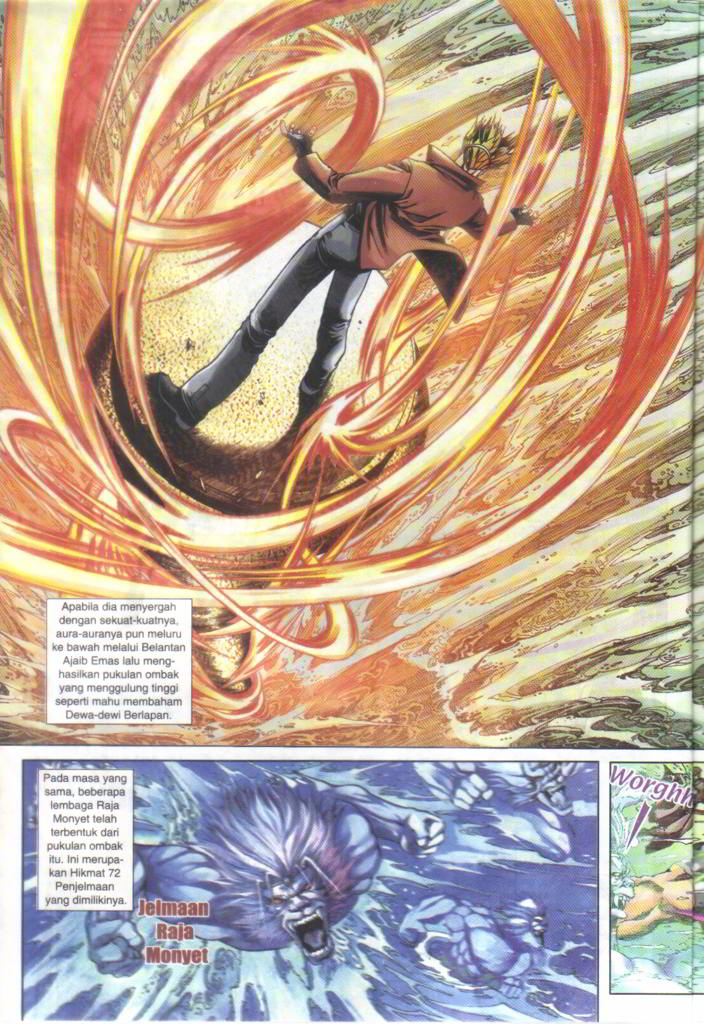 Apabila dia menyergah
dengan sekuat-kuatnya,
aura-auranya pun meluru
ke bawah melalui Belantan
Ajaib Emas lalu meng-
hasilkan pukulan ombak
yang menggulung tinggi
seperti mahu membaham
Dewa-dewi Berlapan.
Pada masa yang
sama, beberapa
lembaga Raja
Monyet telah
terbentuk dari
pukulan ombak
itu. Ini merupa-
kan Hikmat 72
Penjelmaan
yang dimilikinya.
Jelmaan
Raja
Monyet